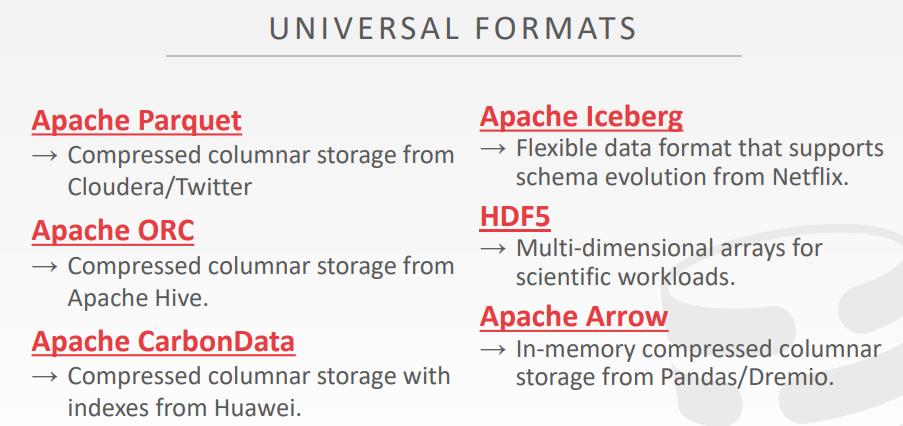 UNIVERSAL FORMATS
Apache Parquet
→ Compressed columnar storage from
Cloudera/Twitter
Apache ORC
→ Compressed columnar storage from
Apache Hive.
Apache CarbonData
→ Compressed columnar storage with
indexes from Huawei.
Apache Iceberg
→ Flexible data format that supports
schema evolution from Netflix.
HDF5
→ Multi-dimensional arrays for
scientific workloads.
Apache Arrow
→ In-memory compressed columnar
storage from Pandas/Dremio.